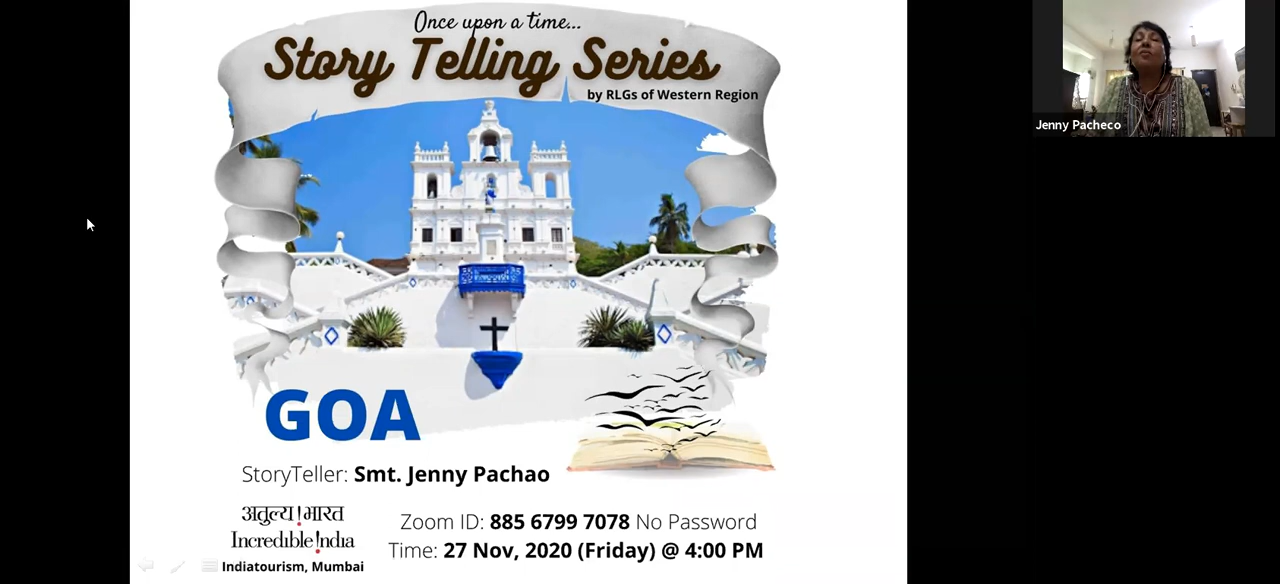 Once upon a time...
Story Telling Series
by RLGs of Western Region
Jenny Pacheco
GOA
StoryTeller: Smt. Jenny Pachao
अतुल्य!भारत
Incredible!ndia
Indiatourism, Mumbai
Zoom ID: 885 6799 7078 No Password
Time: 27 Nov, 2020 (Friday) @ 4:00 PM